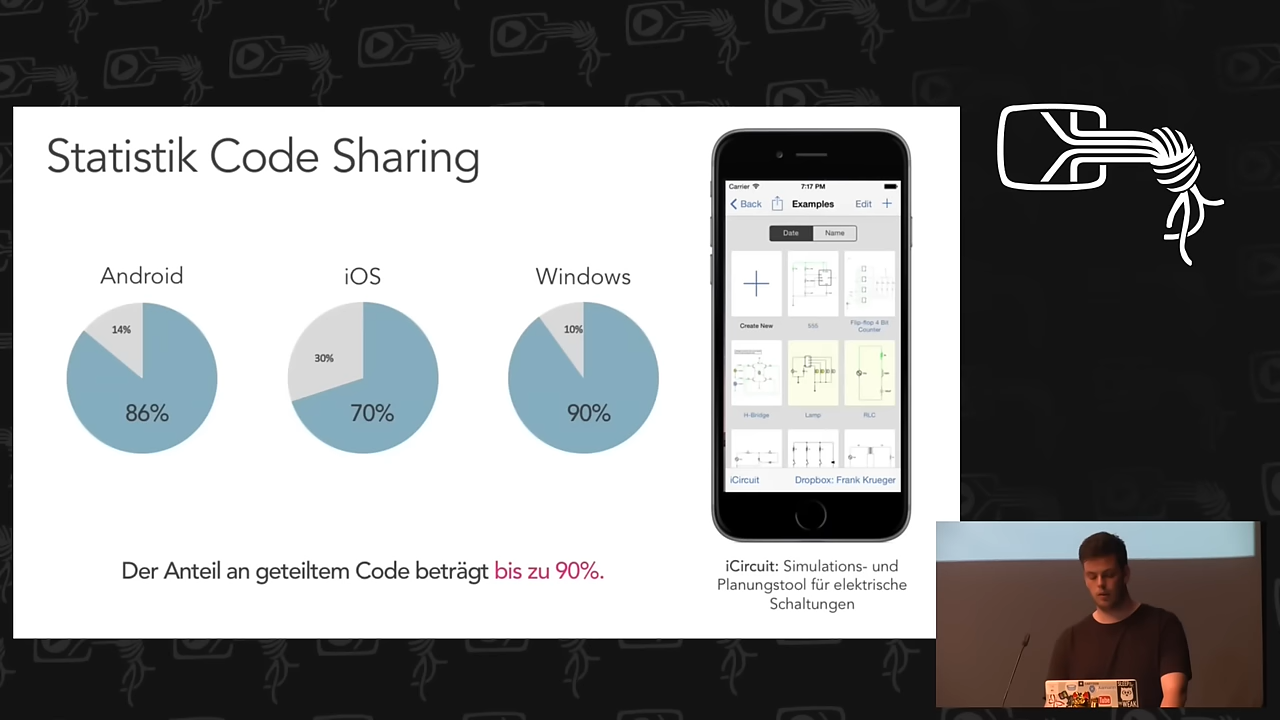 Statistik Code Sharing
Android
14%
86%
iOS
30%
70%
Windows
10%
90%
Der Anteil an geteiltem Code beträgt bis zu 90%.
Carrier
7:17 PM
Back
Examples
Edit
Date
Name
Create New
555
Flip-flop 4 Bit
Counter
H-Bridge
Lamp
RLC
iCircuit
Dropbox: Frank Krueger
iCircuit: Simulations- und
Planungstool für elektrische
Schaltungen